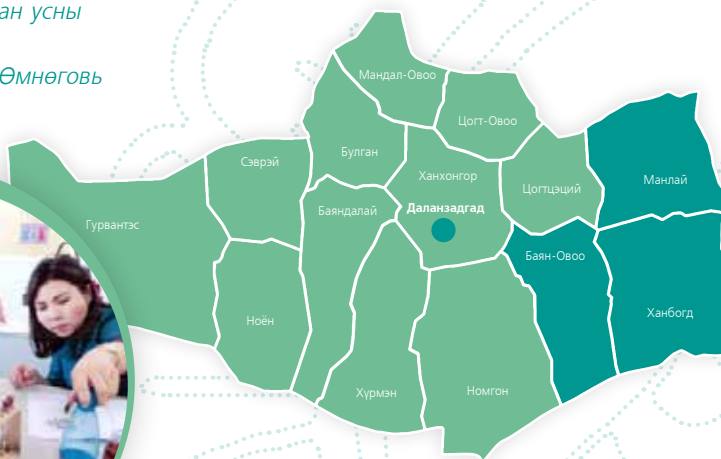 ан усны
Өмнөговь
Мандал-Овоо
Цогт-Овоо
Булган
Сэврэй
Ханхонгор
Цогтцэций
Манлай
Гурвантэс
Баяндалай
Даланзадгад
Баян-Овоо
Ханбогд
Ноён
Хүрмэн
Номгон